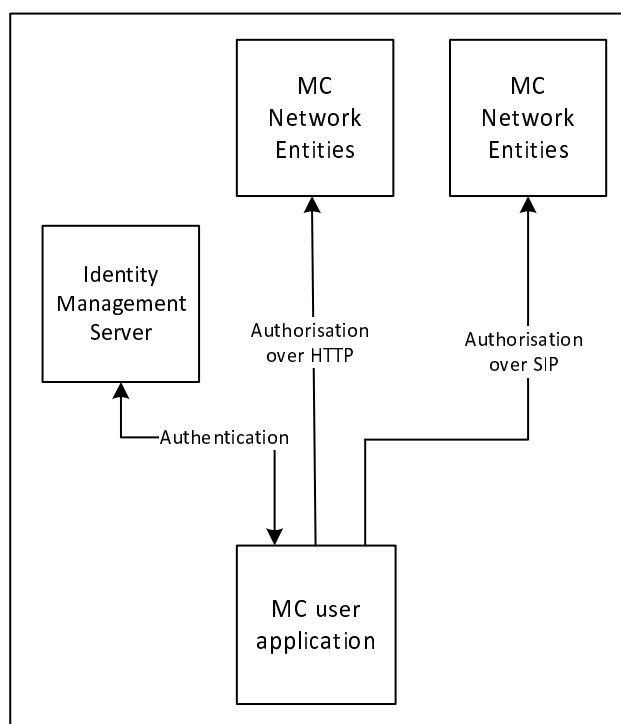 MC
Network
Entities
MC
Network
Entities
Identity
Management
Server
Authorisation
over HTTP
Authorisation
over SIP
Authentication
MC user
application